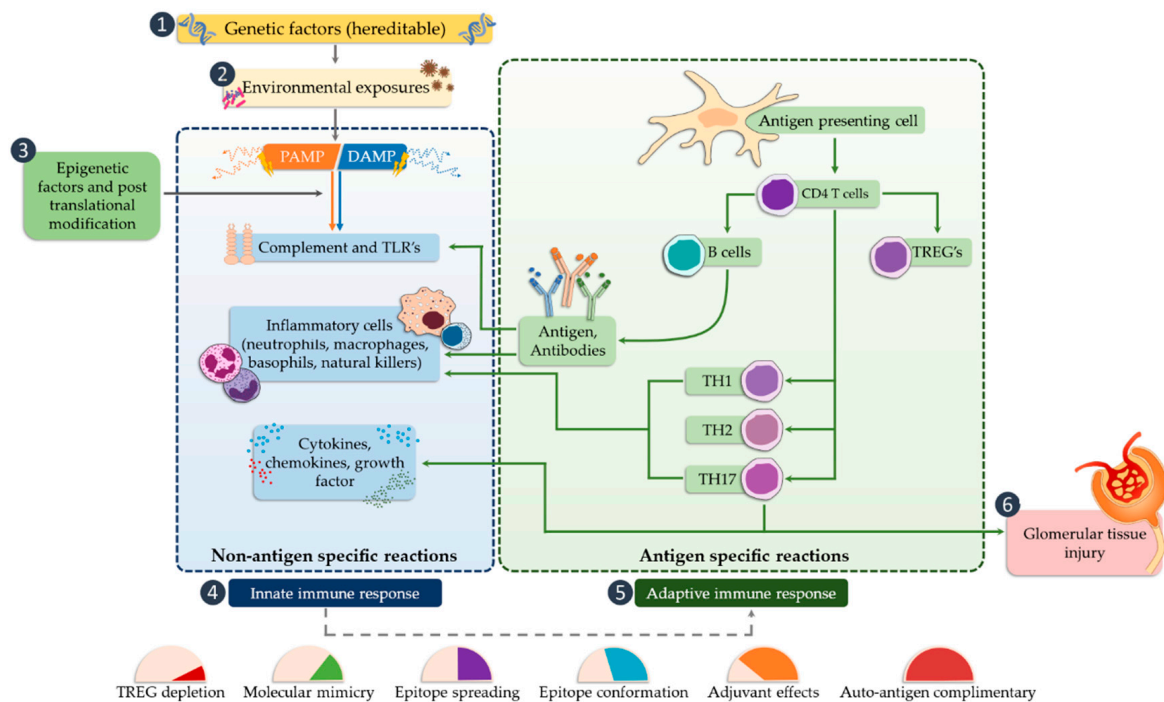 1
Genetic factors (hereditable)
2
Environmental exposures
3
Epigenetic
factors and post
translational
modification
PAMP
DAMP
Complement and TLR's
Inflammatory cells
(neutrophils, macrophages,
basophils, natural killers)
Cytokines,
chemokines, growth
factor
Non-antigen specific reactions
Antigen presenting cell
CD4 T cells
B cells
TREG's
Antigen,
Antibodies
TH1
TH2
TH17
Antigen specific reactions
6
Glomerular tissue
injury
4
Innate immune response
5
Adaptive immune response
TREG depletion
Molecular mimicry
Epitope spreading
Epitope conformation
Adjuvant effects
Auto-antigen complimentary